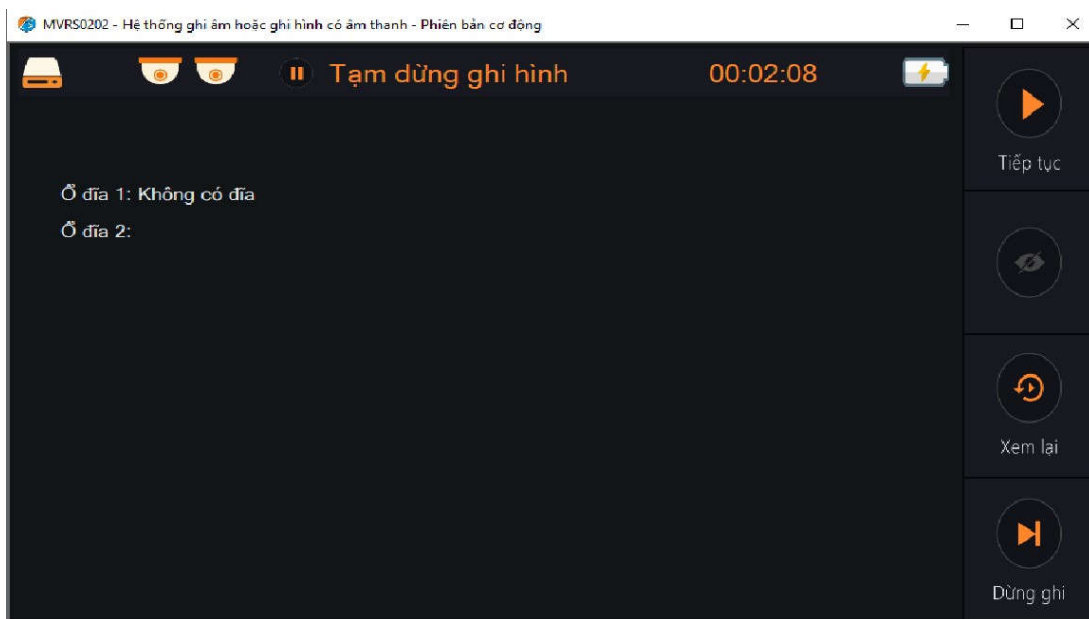 MVRS0202 - Hệ thống ghi âm hoặc ghi hình có âm thanh - Phiên bản cơ động
Tạm dừng ghi hình 00:02:08
Tiếp tục
Ổ đĩa 1: Không có đĩa
Ổ đĩa 2:
Xem lại
Dừng ghi